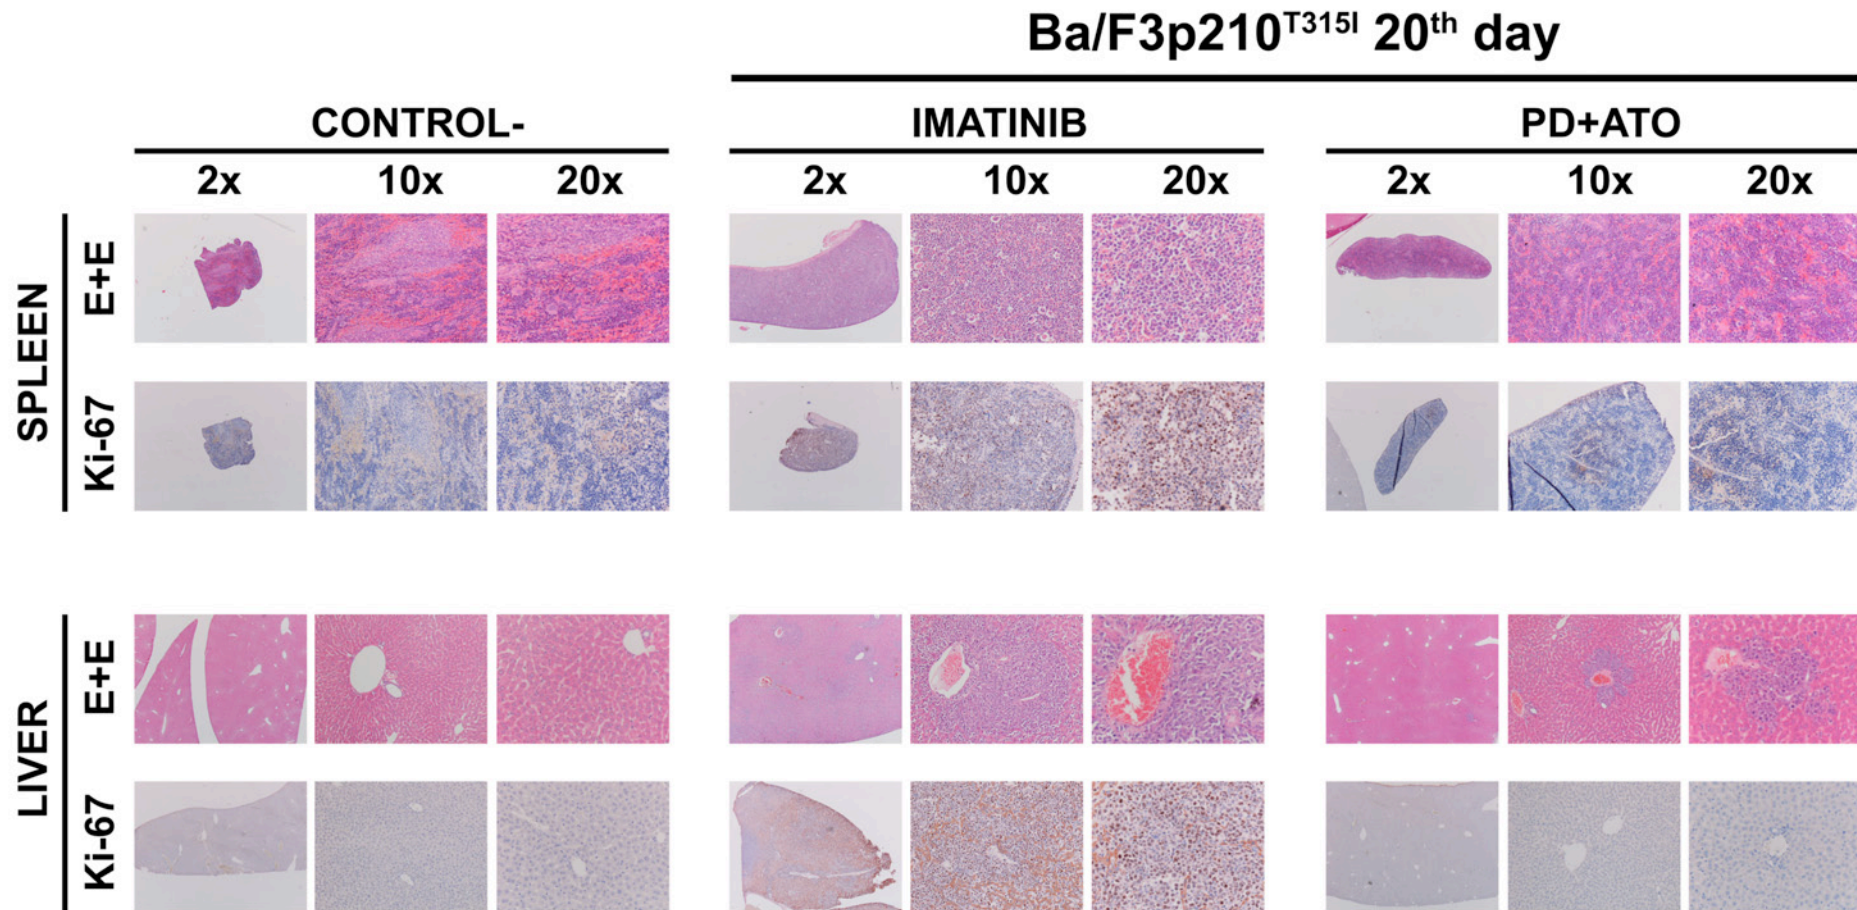 Ba/F3p210T315I 20th day
CONTROL-
IMATINIB
PD+ATO
2x 10x 20x
2x 10x 20x
2x 10x 20x
SPLEEN
E+E
Ki-67
LIVER
E+E
Ki-67